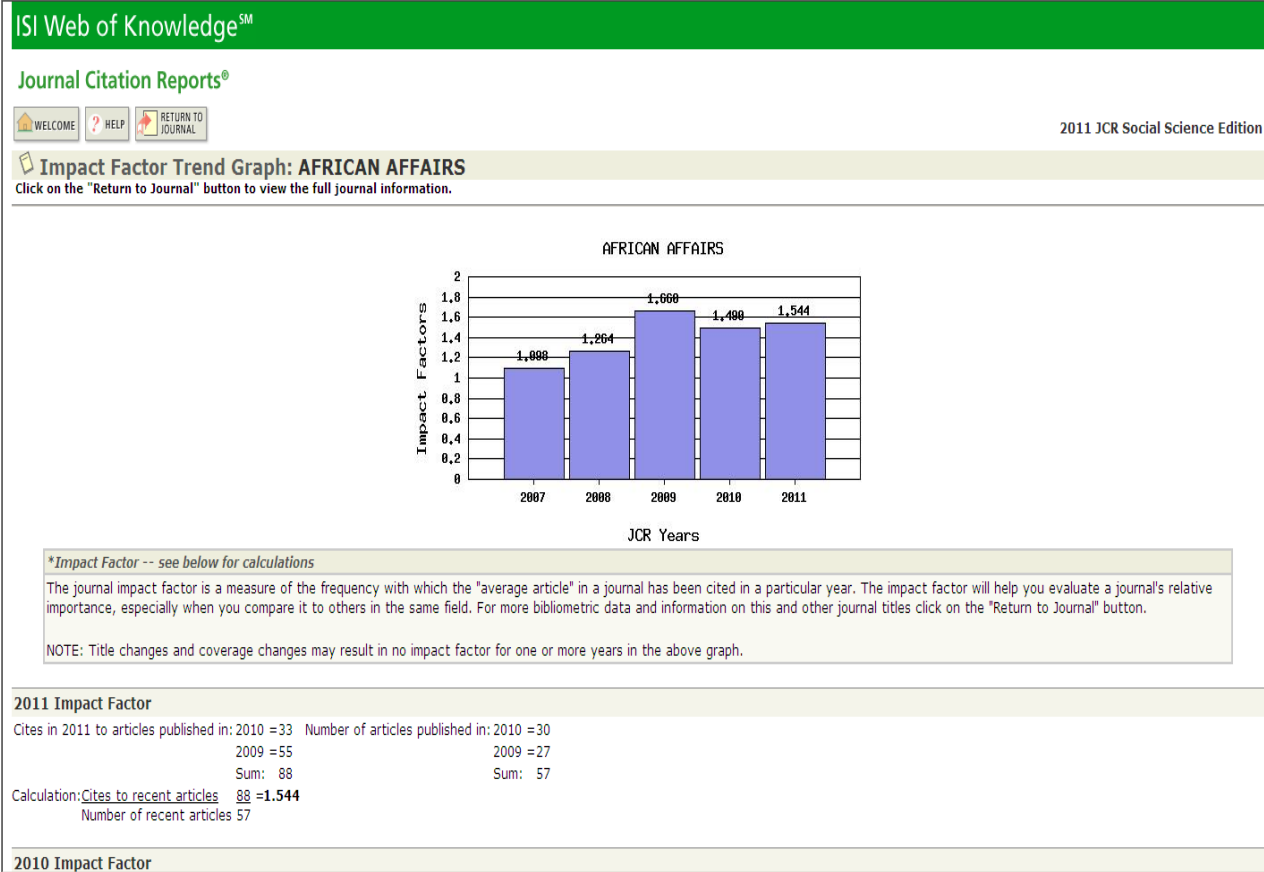 ISI Web of Knowledge℠
Journal Citation Reports®
WELCOME ? HELP RETURN TO JOURNAL
2011 JCR Social Science Edition
Impact Factor Trend Graph: AFRICAN AFFAIRS
Click on the "Return to Journal" button to view the full journal information.
AFRICAN AFFAIRS
Impact Factors
2
1.8
1.6
1.4
1.2
1
0.8
0.6
0.4
0.2
0
1.098 1.264 1.660 1.490 1.544
2007 2008 2009 2010 2011
JCR Years
*Impact Factor -- see below for calculations
The journal impact factor is a measure of the frequency with which the "average article" in a journal has been cited in a particular year. The impact factor will help you evaluate a journal's relative
importance, especially when you compare it to others in the same field. For more bibliometric data and information on this and other journal titles click on the "Return to Journal" button.
NOTE: Title changes and coverage changes may result in no impact factor for one or more years in the above graph.
2011 Impact Factor
Cites in 2011 to articles published in: 2010 =33 Number of articles published in: 2010 =30
2009 =55 2009 =27
Sum: 88 Sum: 57
Calculation: Cites to recent articles 88 =1.544
Number of recent articles 57
2010 Impact Factor